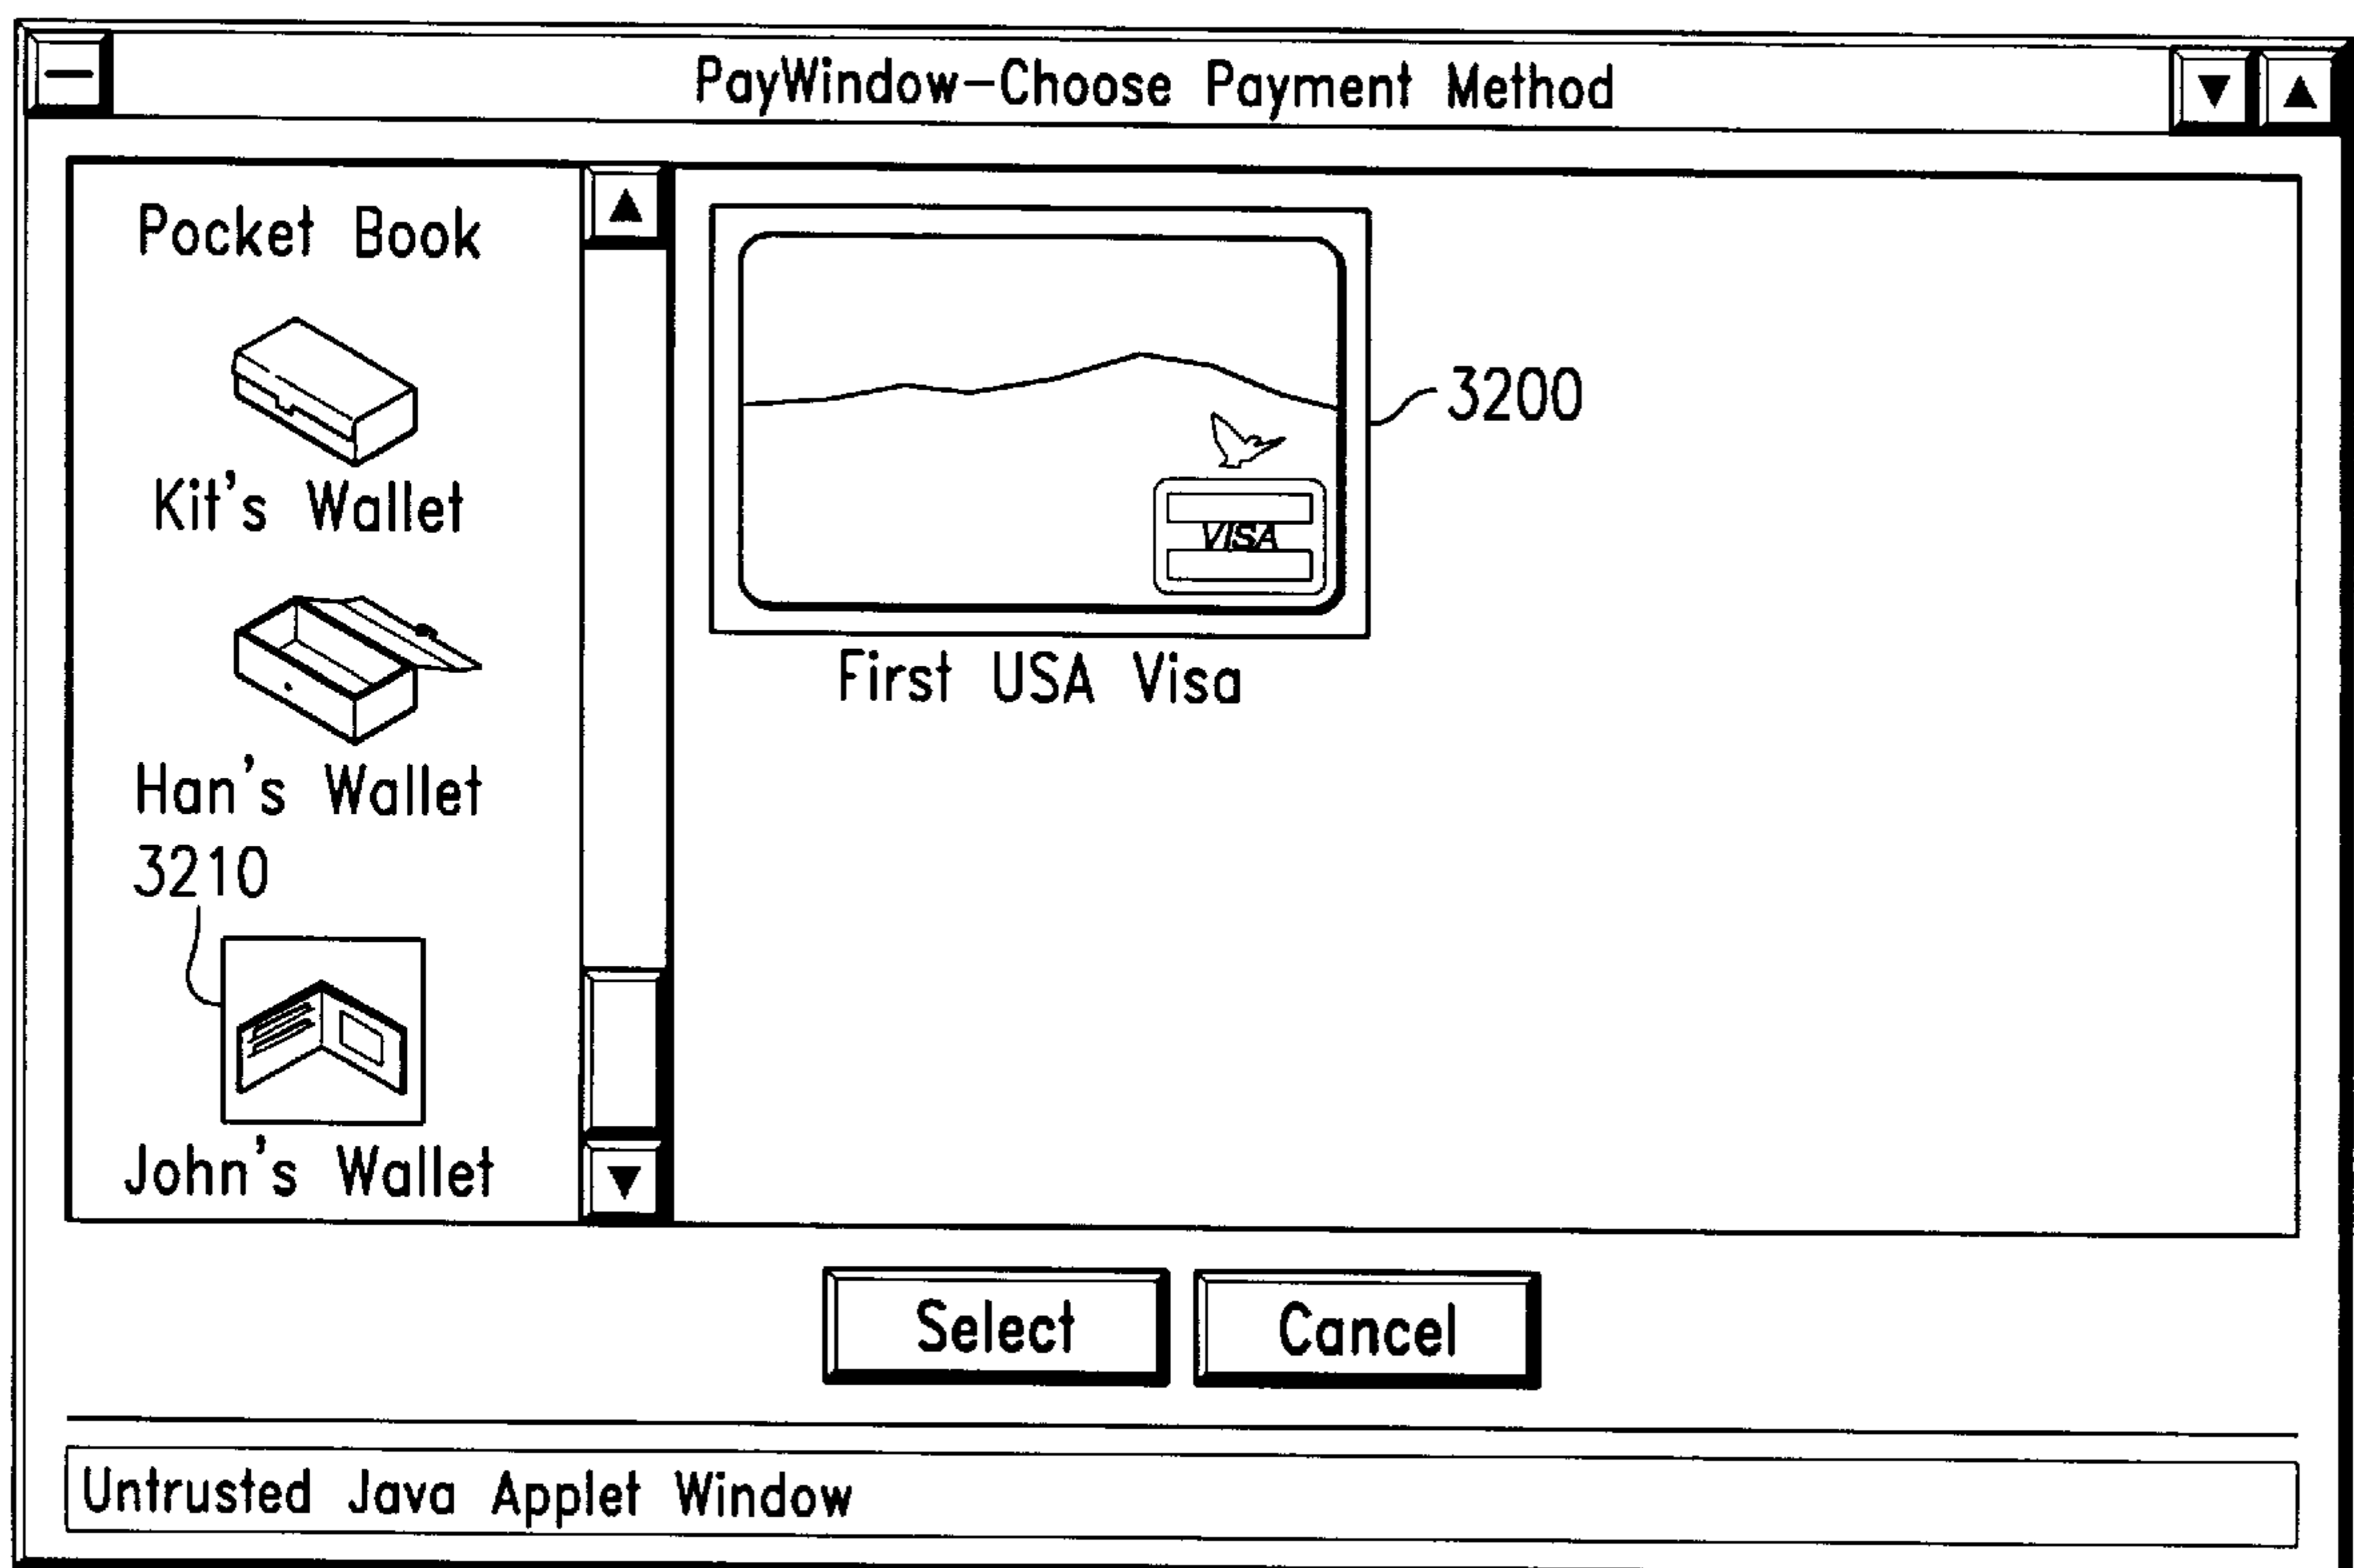 PayWindow-Choose Payment Method
Pocket Book
Kit's Wallet
Han's Wallet
3210
John's Wallet
3200
VISA
First USA Visa
Select
Cancel
Untrusted Java Applet Window